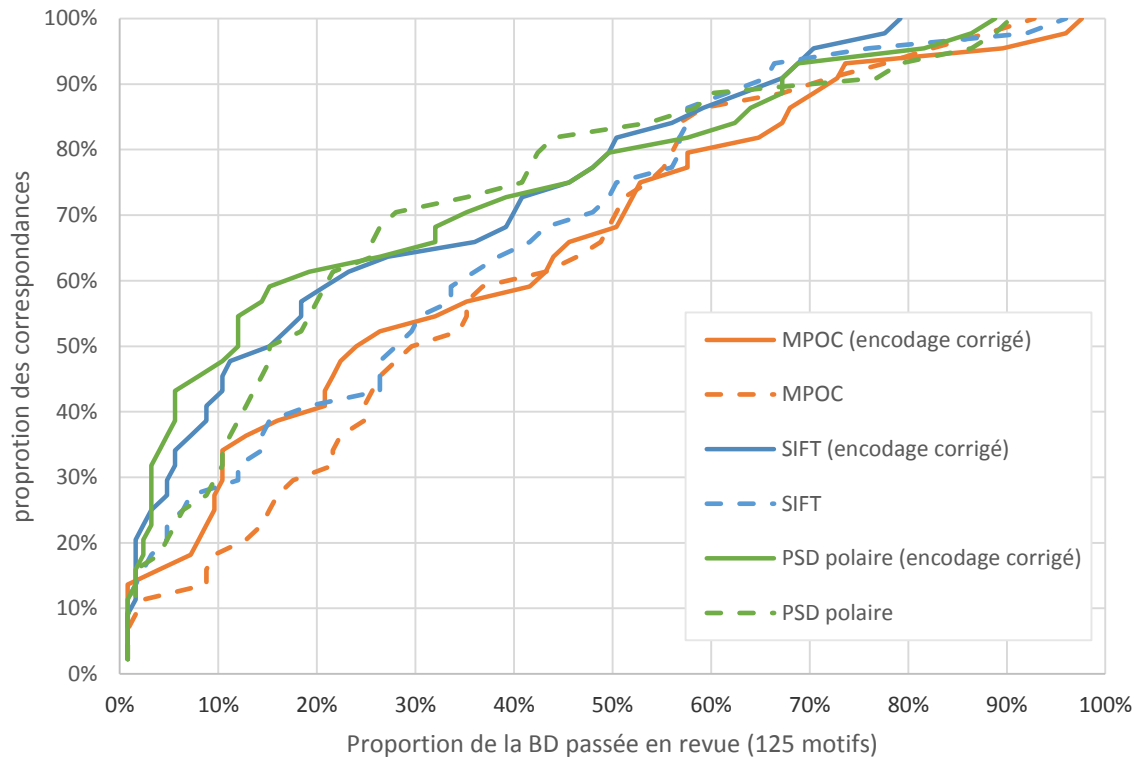 100%
90%
80%
70%
60%
50%
40%
30%
20%
10%
0%
proprotion des correspondances
MPOC (encodage corrigé)
MPOC
SIFT (encodage corrigé)
SIFT
PSD polaire (encodage corrigé)
PSD polaire
0% 10% 20% 30% 40% 50% 60% 70% 80% 90% 100%
Proportion de la BD passée en revue (125 motifs)